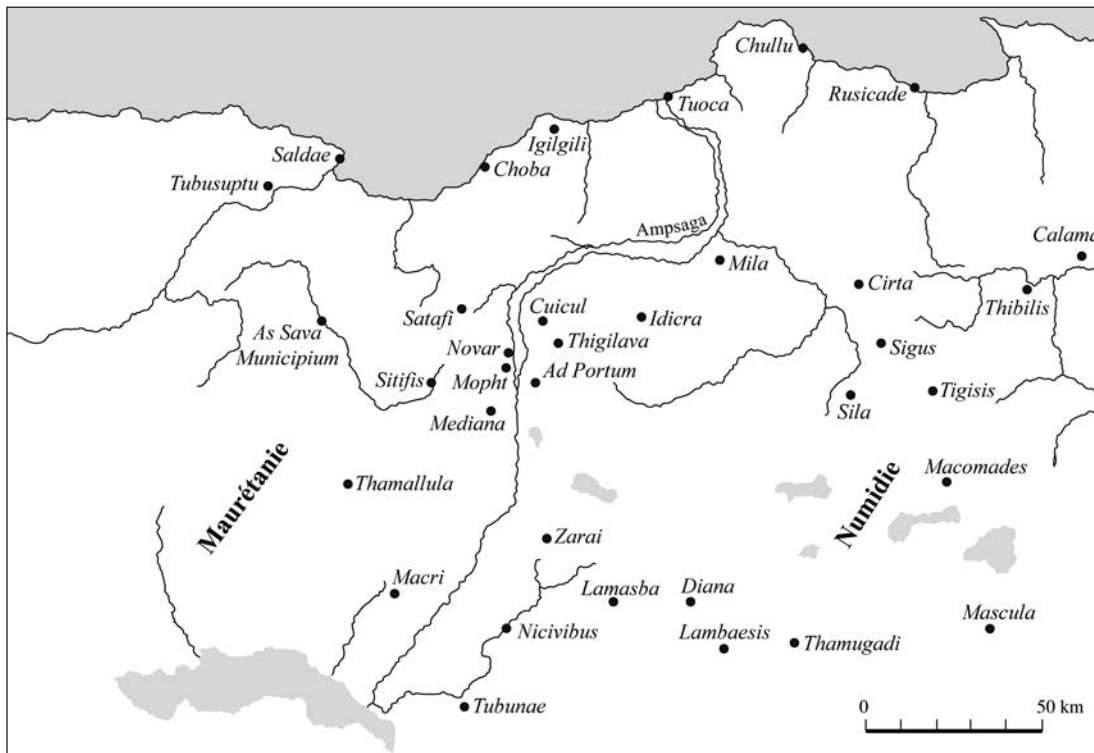 Chullu
Rusicade
Tuoca
Igilgili
Saldae
Choba
Tubusuptu
Ampsaga
Calama
Mila
Cirta
Thibilis
Satafi
Cuicul
Idicra
As Sava
Municipium
Novar
Thigilava
Sigus
Sitifis
Mopht
Ad Portum
Mediana
Sila
Tigisis
Maurétanie
Thamallula
Numidie
Macomades
Zarai
Macri
Lamasba
Diana
Nicivibus
Lambaesis
Thamugadi
Mascula
Tubunae
0
50 km